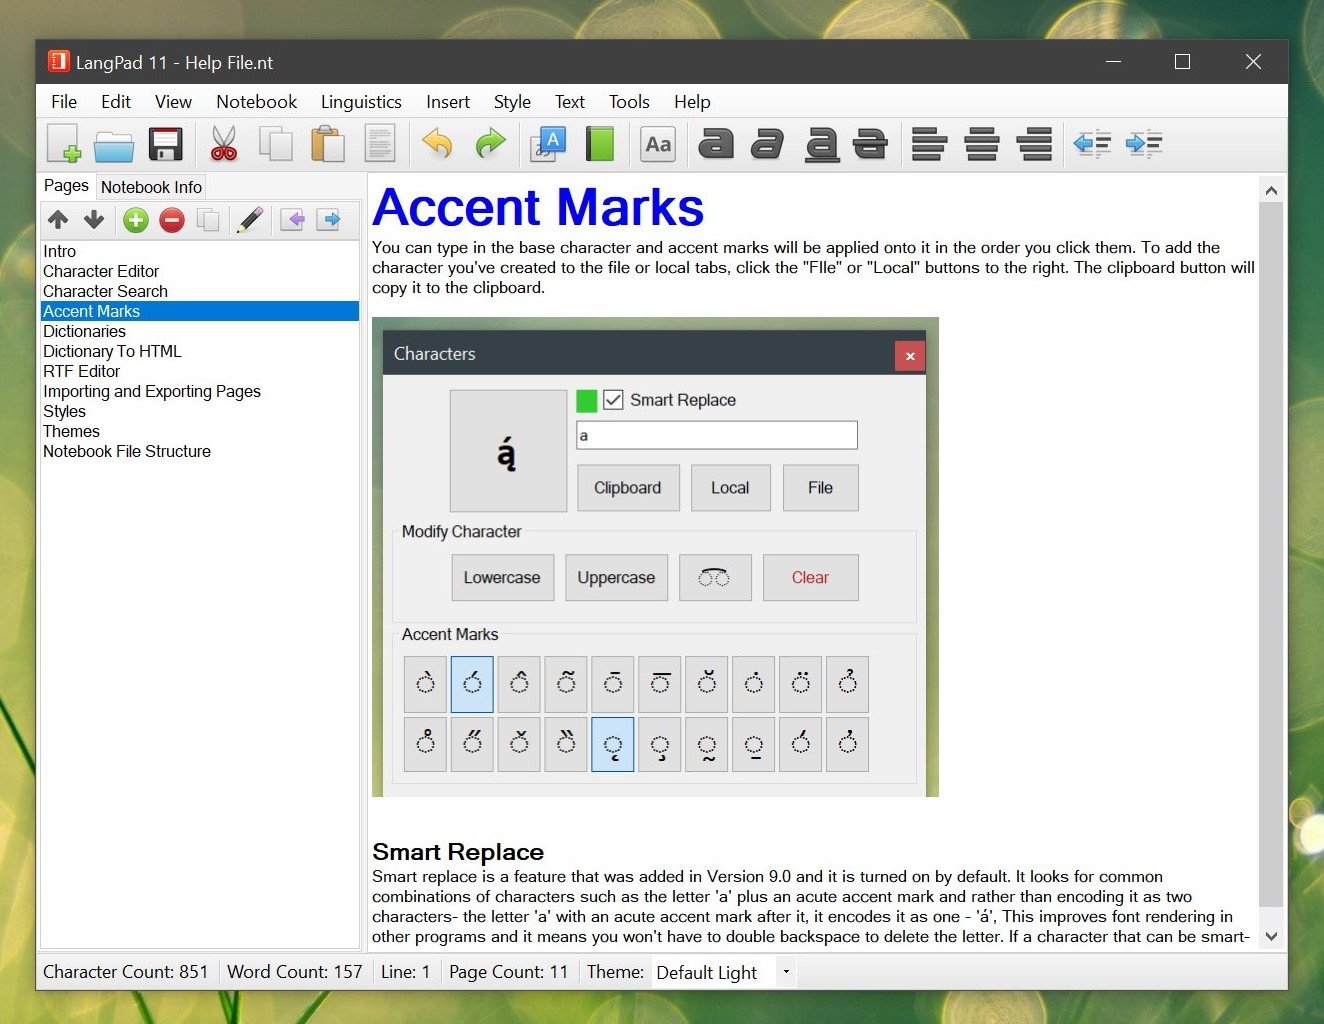 LangPad 11 - Help File.nt
File Edit View Notebook Linguistics Insert Style Text Tools Help
Aa a a a a
Pages Notebook Info
Intro
Character Editor
Character Search
Accent Marks
Dictionaries
Dictionary To HTML
RTF Editor
Importing and Exporting Pages
Styles
Themes
Notebook File Structure
Accent Marks
You can type in the base character and accent marks will be applied onto it in the order you click them. To add the
character you've created to the file or local tabs, click the "FIle" or "Local" buttons to the right. The clipboard button will
copy it to the clipboard.
Characters
Smart Replace
ą́
a
Clipboard Local File
Modify Character
Lowercase Uppercase ◌͡◌ Clear
Accent Marks
◌̀ ◌́ ◌̂ ◌̃ ◌̄ ◌̅ ◌̆ ◌̇ ◌̈ ◌̉
◌̊ ◌̋ ◌̌ ◌̏ ◌̨ ◌̧ ◌̰ ◌̱ ◌́ ◌̓
Smart Replace
Smart replace is a feature that was added in Version 9.0 and it is turned on by default. It looks for common
combinations of characters such as the letter 'a' plus an acute accent mark and rather than encoding it as two
characters- the letter 'a' with an acute accent mark after it, it encodes it as one - 'á', This improves font rendering in
other programs and it means you won't have to double backspace to delete the letter. If a character that can be smart-
Character Count: 851 Word Count: 157 Line: 1 Page Count: 11 Theme: Default Light